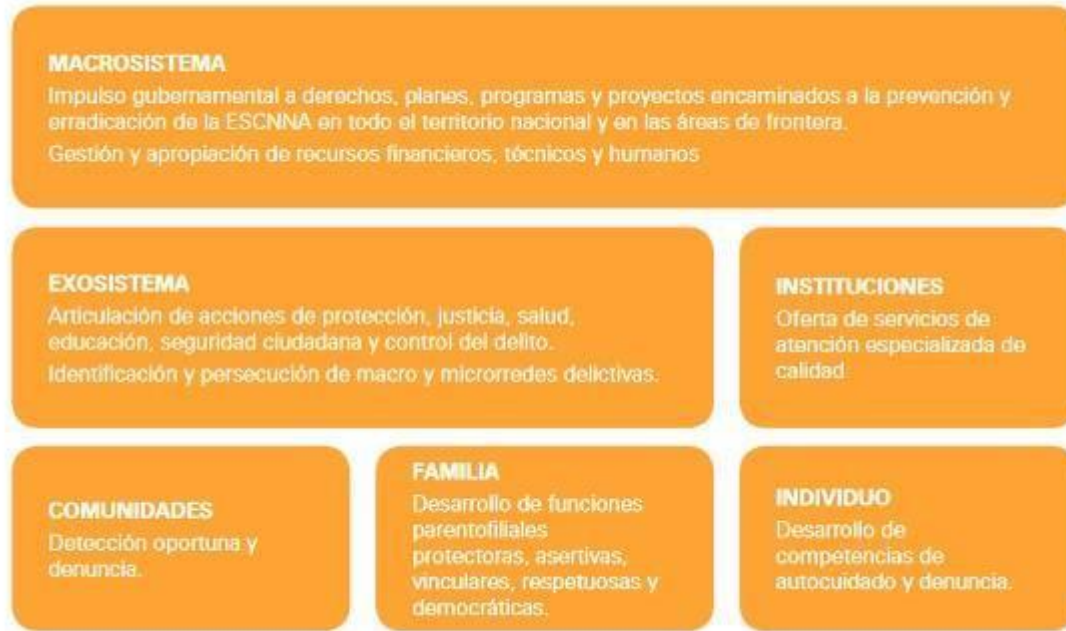 MACROSISTEMA
Impulso gubernamental a derechos, planes, programas y proyectos encaminados a la prevención y
erradicación de la ESCNNA en todo el territorio nacional y en las áreas de frontera.
Gestión y apropiación de recursos financieros, técnicos y humanos
EXOSISTEMA
Articulación de acciones de protección, justicia, salud,
educación, seguridad ciudadana y control del delito.
Identificación y persecución de macro y microrredes delictivas.
INSTITUCIONES
Oferta de servicios de
atención especializada de
calidad
COMUNIDADES
Detección oportuna y
denuncia.
FAMILIA
Desarrollo de funciones
parentofiliales
protectoras, asertivas,
vinculares, respetuosas y
democráticas.
INDIVIDUO
Desarrollo de
competencias de
autocuidado y denuncia.